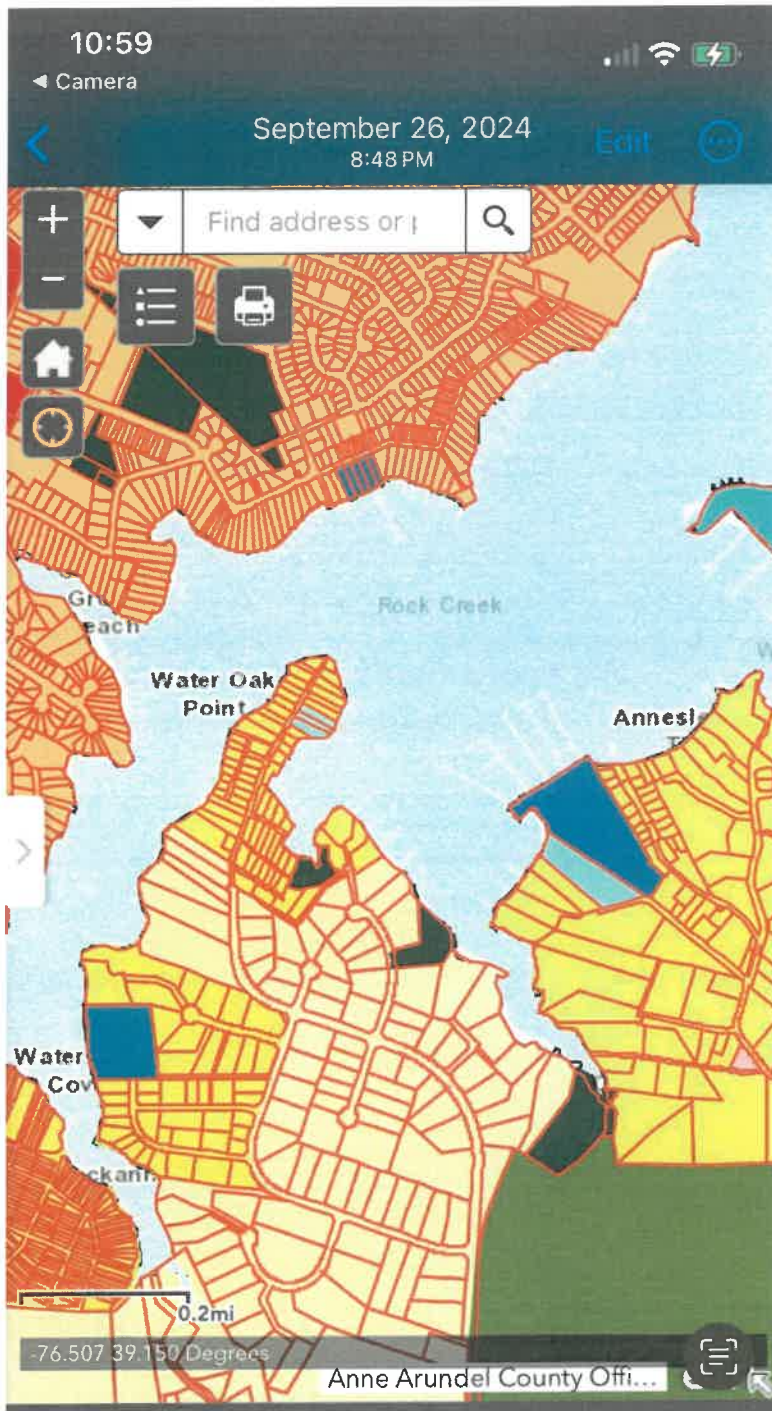 10:59
◄ Camera
September 26, 2024
8:48 PM
Edit
Find address or
Rock Creek
Water Oak
Point
Water
0.2mi
-76.507 39.150 Degrees
Anne Arundel County Offi...